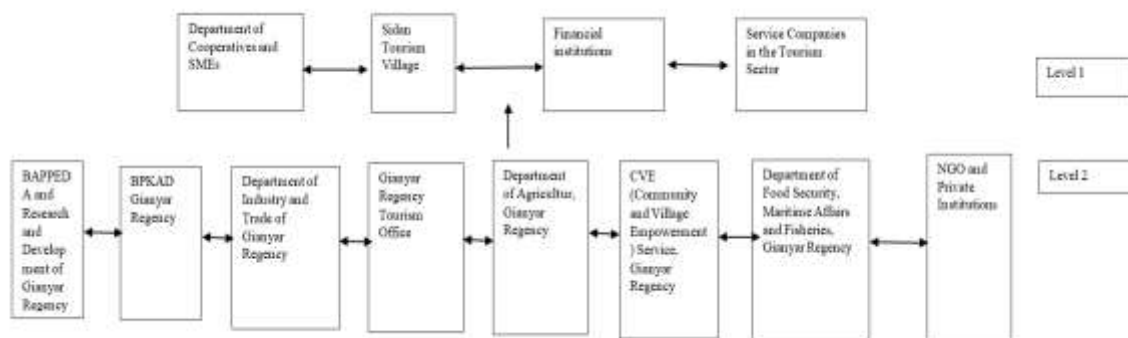 Department of
Cooperatives and
SMEs
Sidan
Tourism
Village
Financial
institutions
Service Companies
in the Tourism
Sector
Level 1
BAPPED
A and
Research
and
Develop
ment of
Gianyar
Regency
BPKAD
Gianyar
Regency
Department of
Industry and
Trade of
Gianyar
Regency
Gianyar
Regency
Tourism
Office
Department
of Agricultur,
Gianyar
Regency
CVE
(Community
and Village
Empowerment
) Service,
Gianyar
Regency
Department of
Food Security,
Maritime Affairs
and Fisheries,
Gianyar Regency
NGO and
Private
Institutions
Level 2